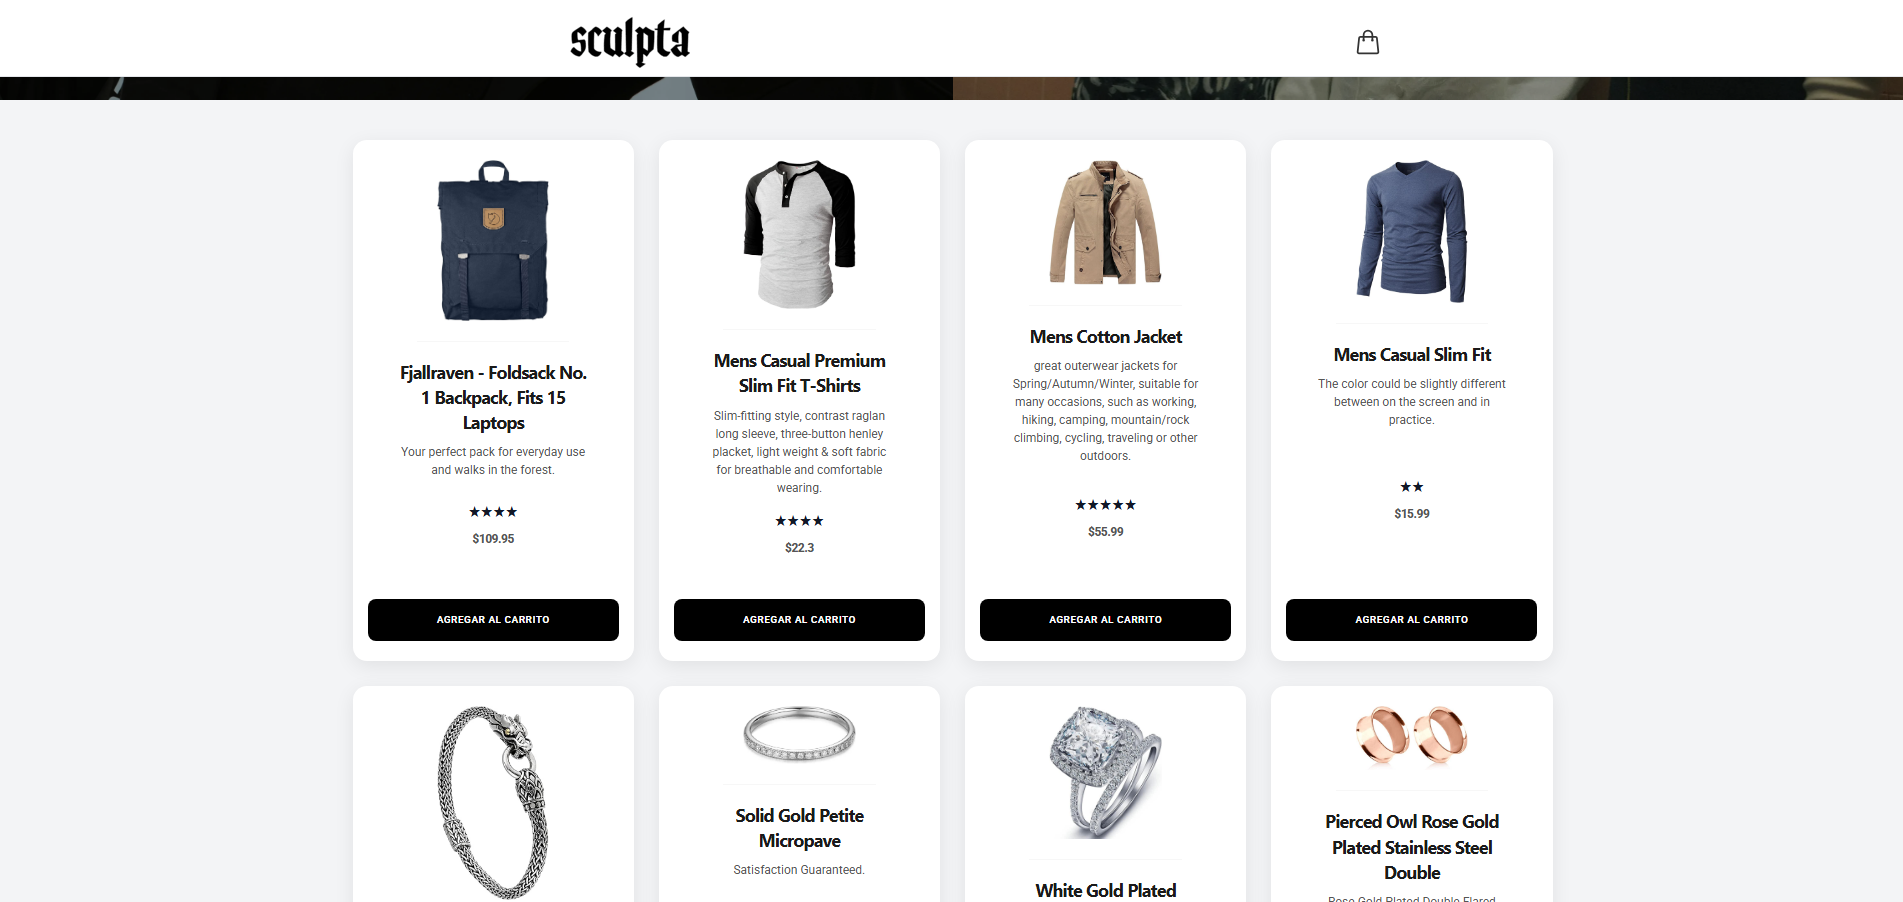 sculpta
Fjallraven - Foldsack No.
1 Backpack, Fits 15
Laptops
Your perfect pack for everyday use
and walks in the forest.
★★★★
$109.95
AGREGAR AL CARRITO
Mens Casual Premium
Slim Fit T-Shirts
Slim-fitting style, contrast raglan
long sleeve, three-button henley
placket, light weight & soft fabric
for breathable and comfortable
wearing.
★★★★
$22.3
AGREGAR AL CARRITO
Mens Cotton Jacket
great outerwear jackets for
Spring/Autumn/Winter, suitable for
many occasions, such as working,
hiking, camping, mountain/rock
climbing, cycling, traveling or other
outdoors.
★★★★★
$55.99
AGREGAR AL CARRITO
Mens Casual Slim Fit
The color could be slightly different
between on the screen and in
practice.
★★
$15.99
AGREGAR AL CARRITO
Solid Gold Petite
Micropave
Satisfaction Guaranteed.
White Gold Plated
Pierced Owl Rose Gold
Plated Stainless Steel
Double
Rose Gold Plated Double Flared